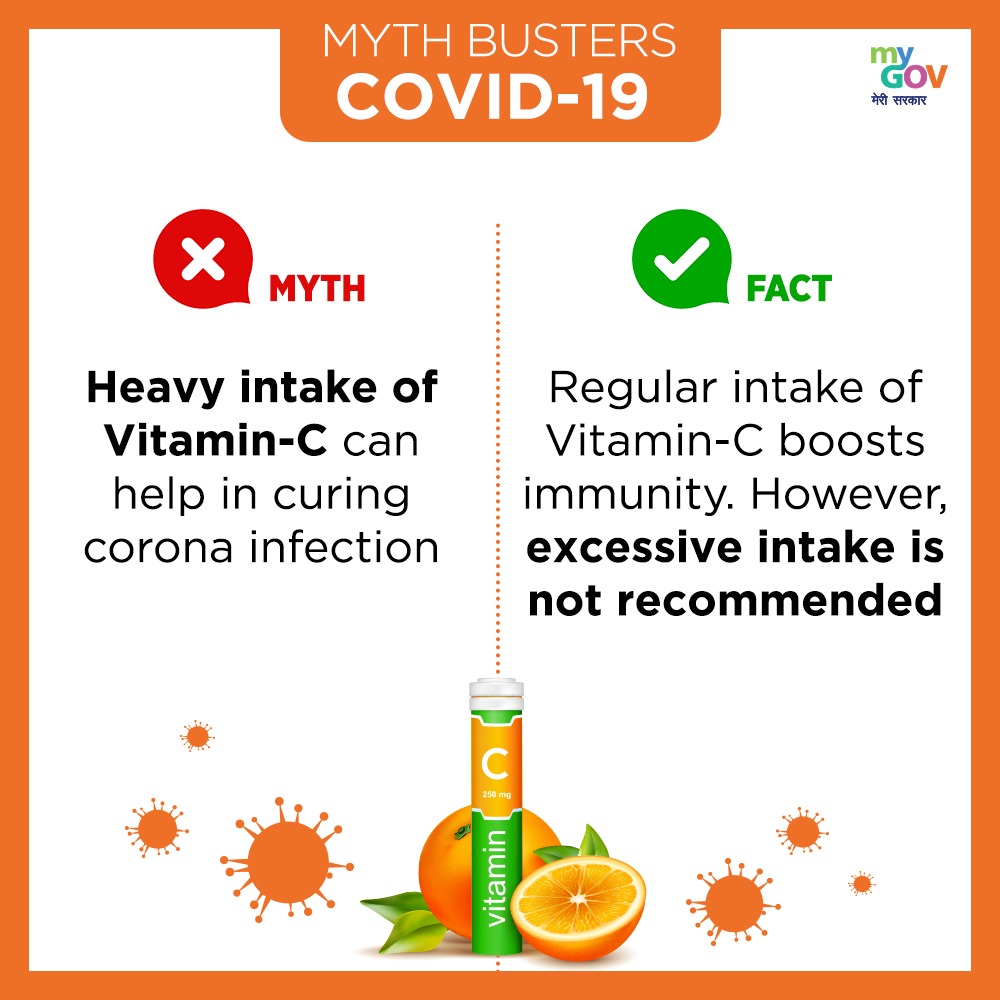 MYTH BUSTERS
COVID-19
my
GOV
मेरी सरकार
MYTH
Heavy intake of
Vitamin-C can
help in curing
corona infection
FACT
Regular intake of
Vitamin-C boosts
immunity. However,
excessive intake is
not recommended
C
250 mg
vitamin